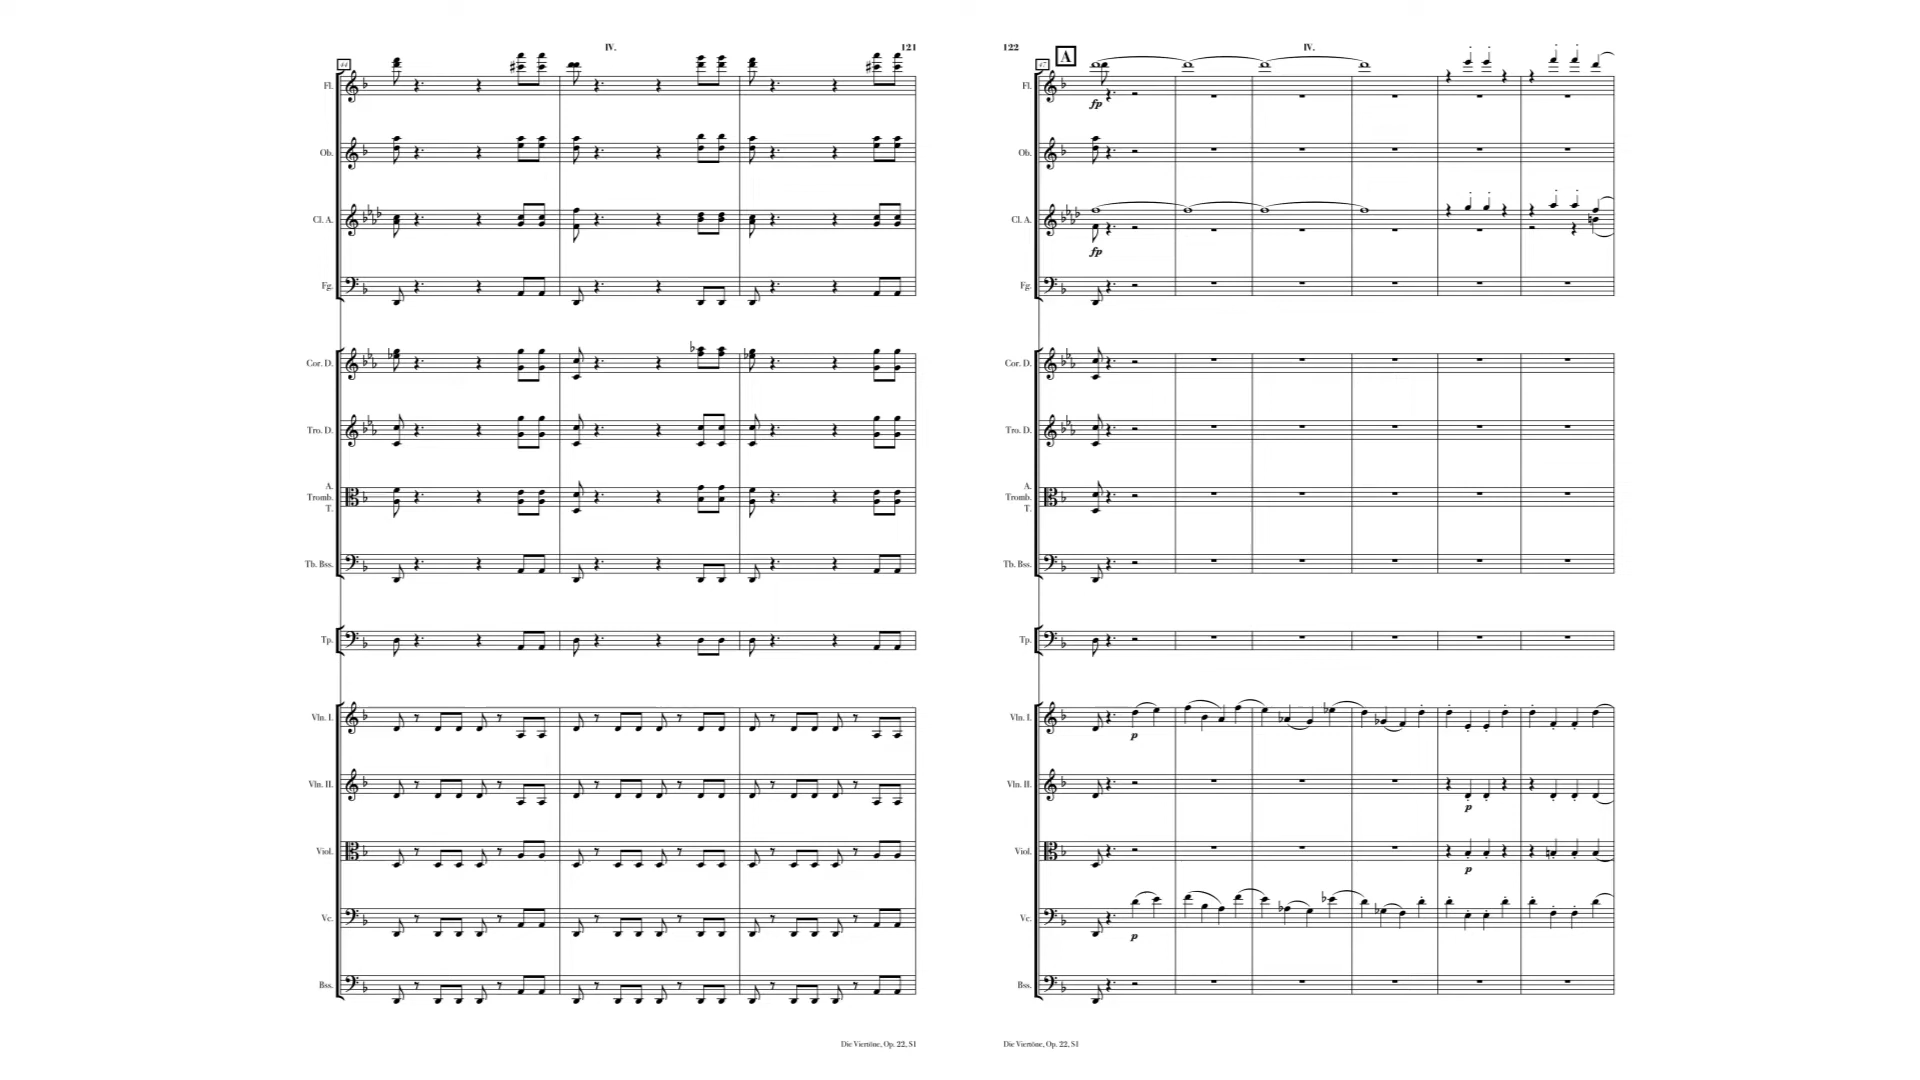 IV.
121
44
Fl.
Ob.
Cl. A.
Fg.
Cor. D.
Tro. D.
A.
Tromb.
T.
Tb. Bss.
Tp.
Vln. I.
Vln. II.
Viol.
Vc.
Bss.
Die Viertöne, Op. 22, S1
122
IV.
47
A
Fl.
fp
Ob.
Cl. A.
fp
Fg.
Cor. D.
Tro. D.
A.
Tromb.
T.
Tb. Bss.
Tp.
Vln. I.
p
Vln. II.
p
Viol.
p
Vc.
p
Bss.
Die Viertöne, Op. 22, S1